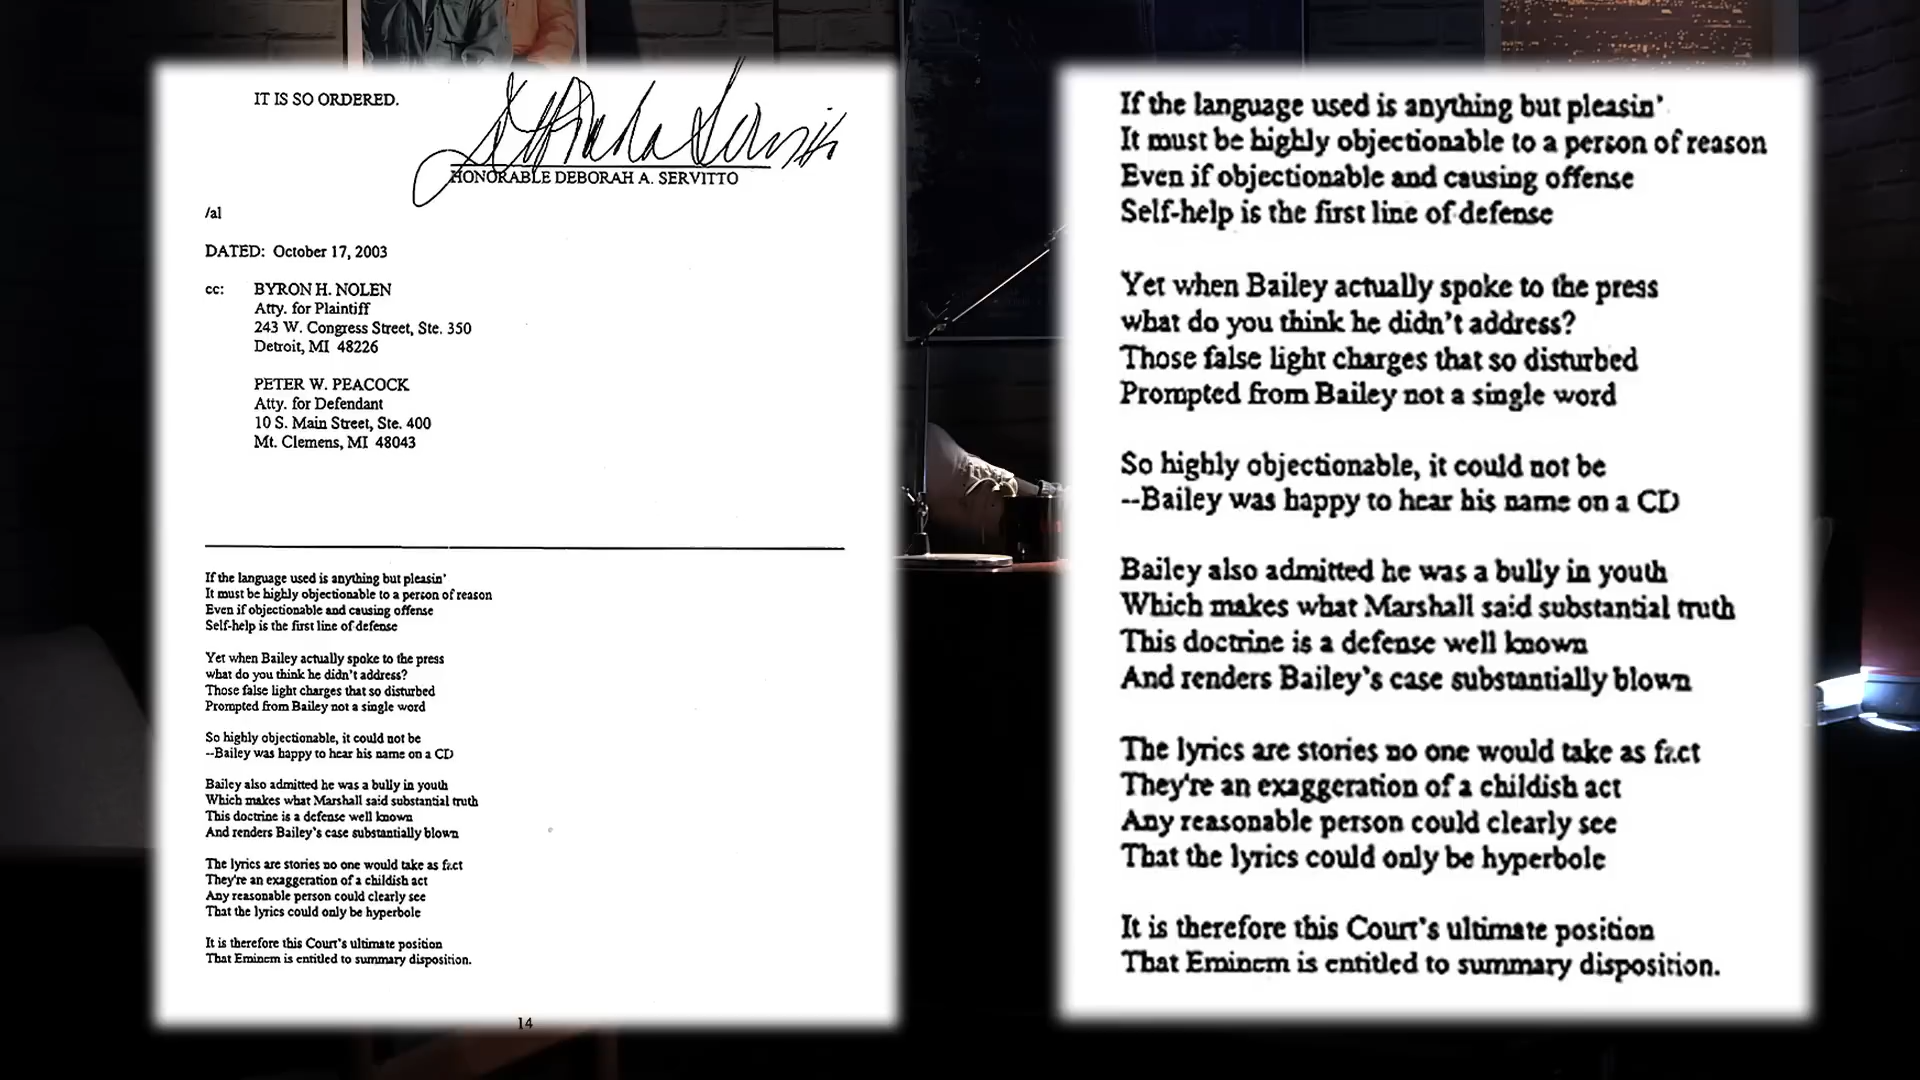 IT IS SO ORDERED.
HONORABLE DEBORAH A. SERVITTO
/al
DATED: October 17, 2003
cc: BYRON H. NOLEN
Atty. for Plaintiff
243 W. Congress Street, Ste. 350
Detroit, MI 48226
PETER W. PEACOCK
Atty. for Defendant
10 S. Main Street, Ste. 400
Mt. Clemens, MI 48043
If the language used is anything but pleasin'
It must be highly objectionable to a person of reason
Even if objectionable and causing offense
Self-help is the first line of defense
Yet when Bailey actually spoke to the press
what do you think he didn't address?
Those false light charges that so disturbed
Prompted from Bailey not a single word
So highly objectionable, it could not be
--Bailey was happy to hear his name on a CD
Bailey also admitted he was a bully in youth
Which makes what Marshall said substantial truth
This doctrine is a defense well known
And renders Bailey's case substantially blown
The lyrics are stories no one would take as fact
They're an exaggeration of a childish act
Any reasonable person could clearly see
That the lyrics could only be hyperbole
It is therefore this Court's ultimate position
That Eminem is entitled to summary disposition.
14
If the language used is anything but pleasin'
It must be highly objectionable to a person of reason
Even if objectionable and causing offense
Self-help is the first line of defense
Yet when Bailey actually spoke to the press
what do you think he didn't address?
Those false light charges that so disturbed
Prompted from Bailey not a single word
So highly objectionable, it could not be
--Bailey was happy to hear his name on a CD
Bailey also admitted he was a bully in youth
Which makes what Marshall said substantial truth
This doctrine is a defense well known
And renders Bailey's case substantially blown
The lyrics are stories no one would take as fact
They're an exaggeration of a childish act
Any reasonable person could clearly see
That the lyrics could only be hyperbole
It is therefore this Court's ultimate position
That Eminem is entitled to summary disposition.